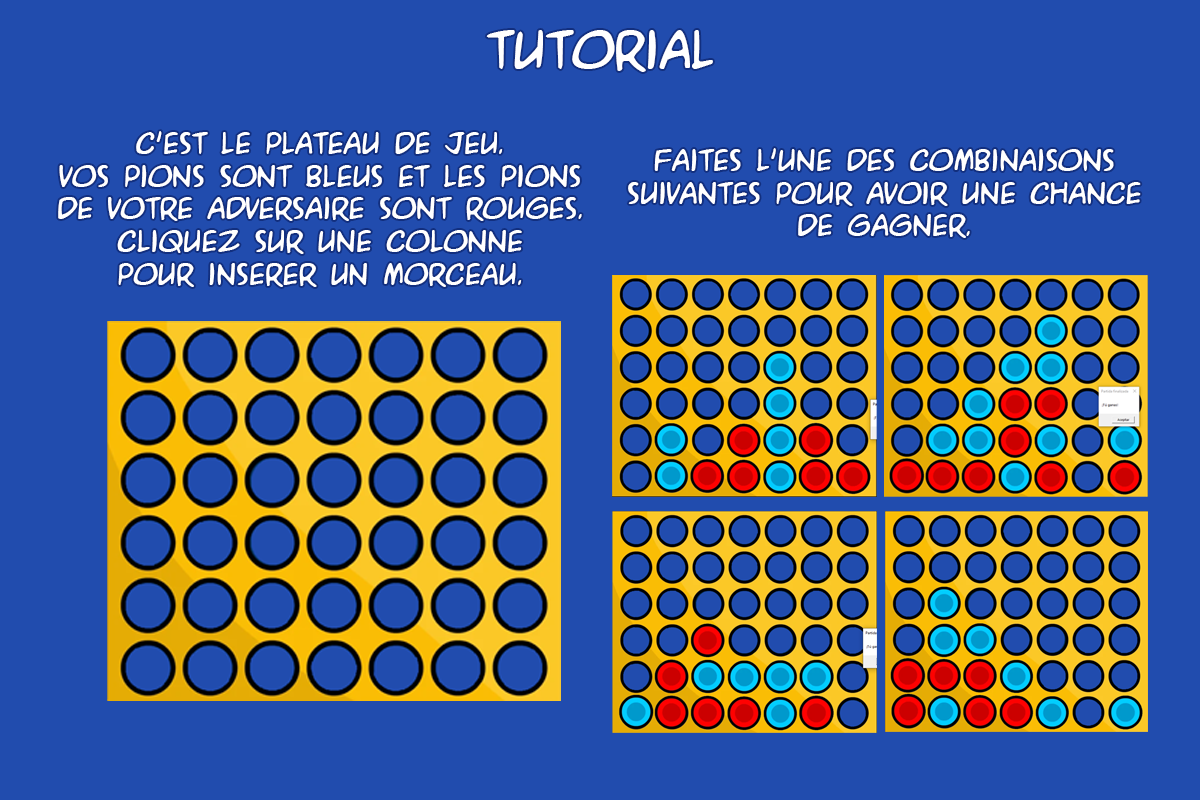 TUTORIAL
C'EST LE PLATEAU DE JEU.
VOS PIONS SONT BLEUS ET LES PIONS
DE VOTRE ADVERSAIRE SONT ROUGES.
CLIQUEZ SUR UNE COLONNE
POUR INSERER UN MORCEAU.
FAITES L'UNE DES COMBINAISONS
SUIVANTES POUR AVOIR UNE CHANCE
DE GAGNER.